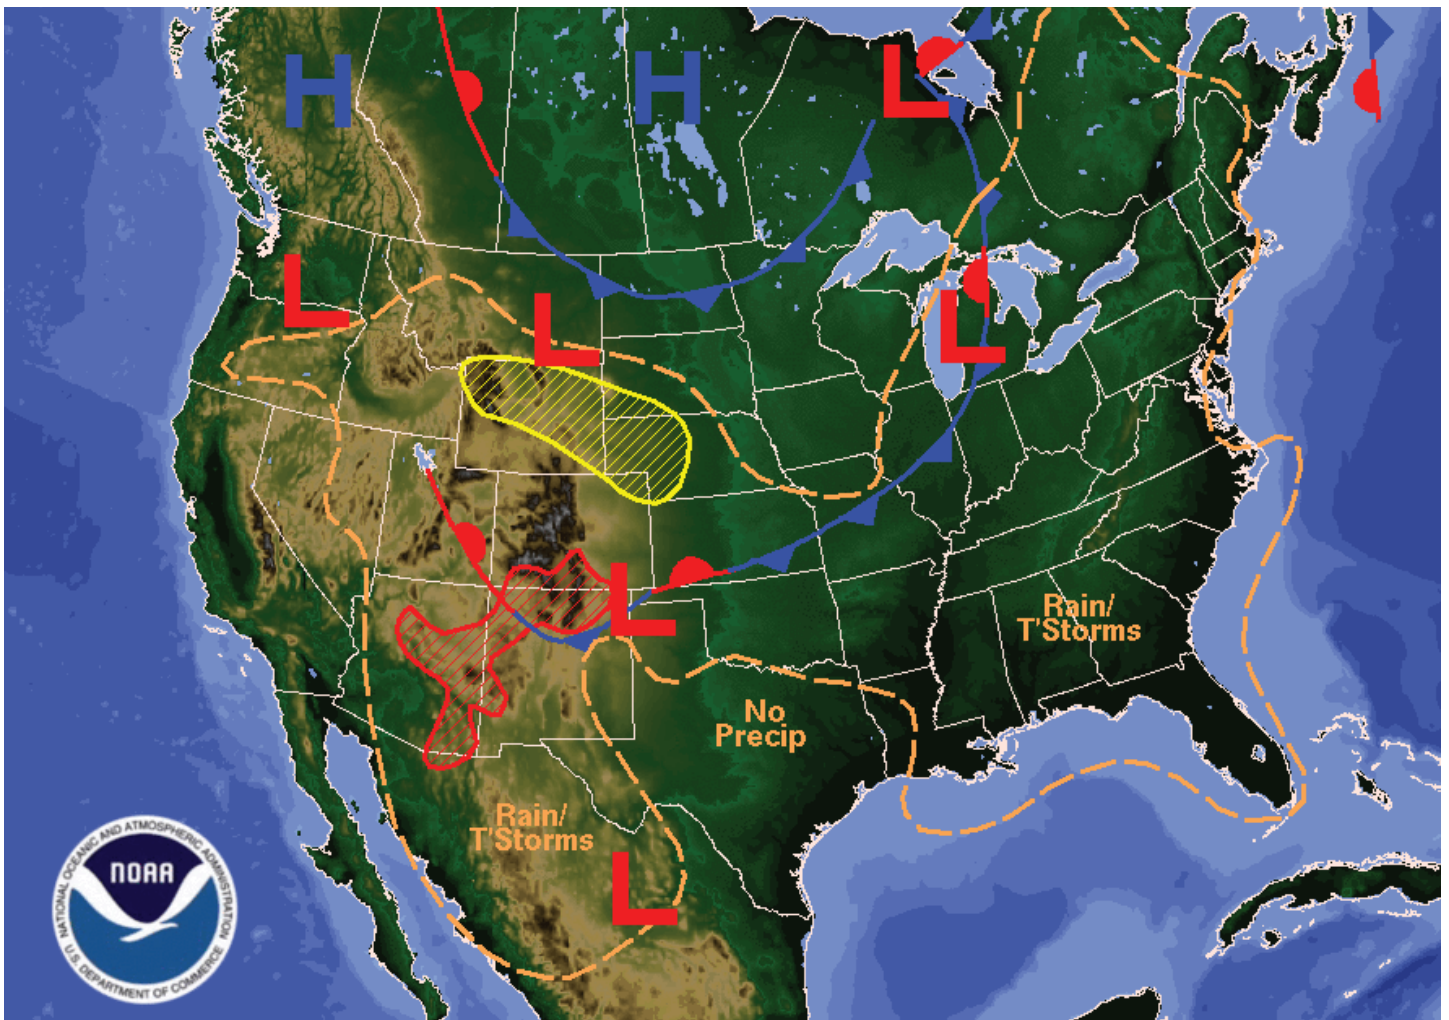 H
H
L
L
L
L
L
Rain/
T'Storms
No
Precip
Rain/
T'Storms
L
NATIONAL OCEANIC AND ATMOSPHERIC ADMINISTRATION
NOAA
U.S. DEPARTMENT OF COMMERCE